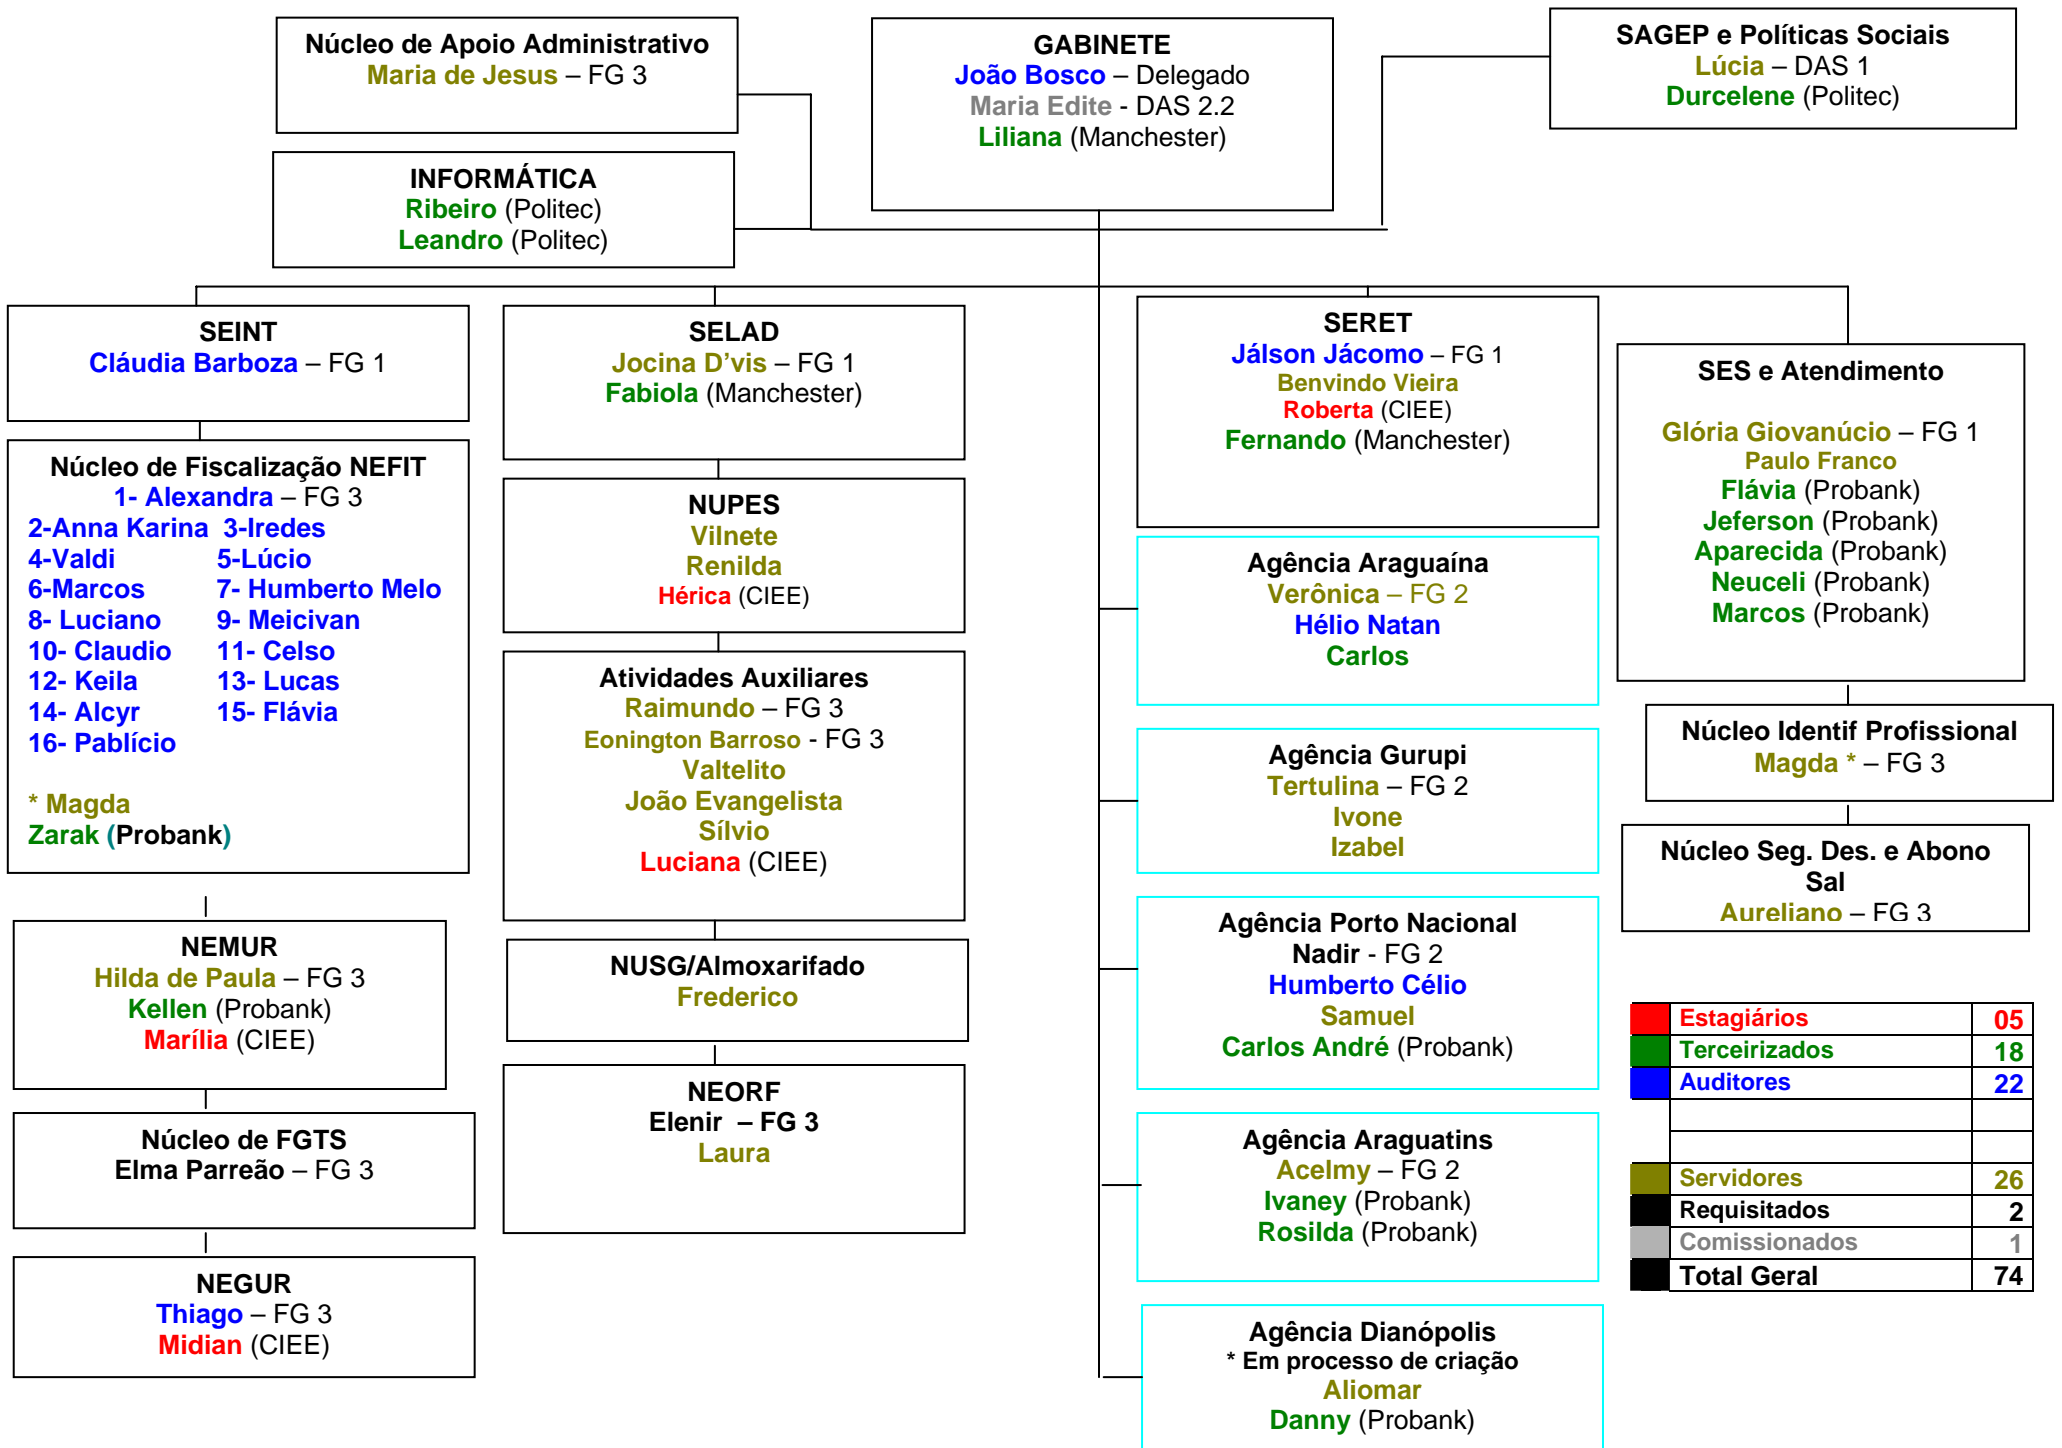 Núcleo de Apoio Administrativo
Maria de Jesus – FG 3
GABINETE
João Bosco – Delegado
Maria Edite - DAS 2.2
Liliana (Manchester)
SAGEP e Políticas Sociais
Lúcia – DAS 1
Durcelene (Politec)
INFORMÁTICA
Ribeiro (Politec)
Leandro (Politec)
SEINT
Cláudia Barboza – FG 1
Núcleo de Fiscalização NEFIT
1- Alexandra – FG 3
2-Anna Karina 3-Iredes
4-Valdi 5-Lúcio
6-Marcos 7- Humberto Melo
8- Luciano 9- Meicivan
10- Claudio 11- Celso
12- Keila 13- Lucas
14- Alcyr 15- Flávia
16- Pablício
* Magda
Zarak (Probank)
NEMUR
Hilda de Paula – FG 3
Kellen (Probank)
Marília (CIEE)
Núcleo de FGTS
Elma Parreão – FG 3
NEGUR
Thiago – FG 3
Midian (CIEE)
SELAD
Jocina D’vis – FG 1
Fabiola (Manchester)
NUPES
Vilnete
Renilda
Hérica (CIEE)
Atividades Auxiliares
Raimundo – FG 3
Eonington Barroso - FG 3
Valtelito
João Evangelista
Sílvio
Luciana (CIEE)
NUSG/Almoxarifado
Frederico
NEORF
Elenir – FG 3
Laura
SERET
Jálson Jácomo – FG 1
Benvindo Vieira
Roberta (CIEE)
Fernando (Manchester)
Agência Araguaína
Verônica – FG 2
Hélio Natan
Carlos
Agência Gurupi
Tertulina – FG 2
Ivone
Izabel
Agência Porto Nacional
Nadir - FG 2
Humberto Célio
Samuel
Carlos André (Probank)
Agência Araguatins
Acelmy – FG 2
Ivaney (Probank)
Rosilda (Probank)
Agência Dianópolis
* Em processo de criação
Aliomar
Danny (Probank)
SES e Atendimento
Glória Giovanúcio – FG 1
Paulo Franco
Flávia (Probank)
Jeferson (Probank)
Aparecida (Probank)
Neuceli (Probank)
Marcos (Probank)
Núcleo Identif Profissional
Magda * – FG 3
Núcleo Seg. Des. e Abono
Sal
Aureliano – FG 3
Estagiários 05
Terceirizados 18
Auditores 22
Servidores 26
Requisitados 2
Comissionados 1
Total Geral 74